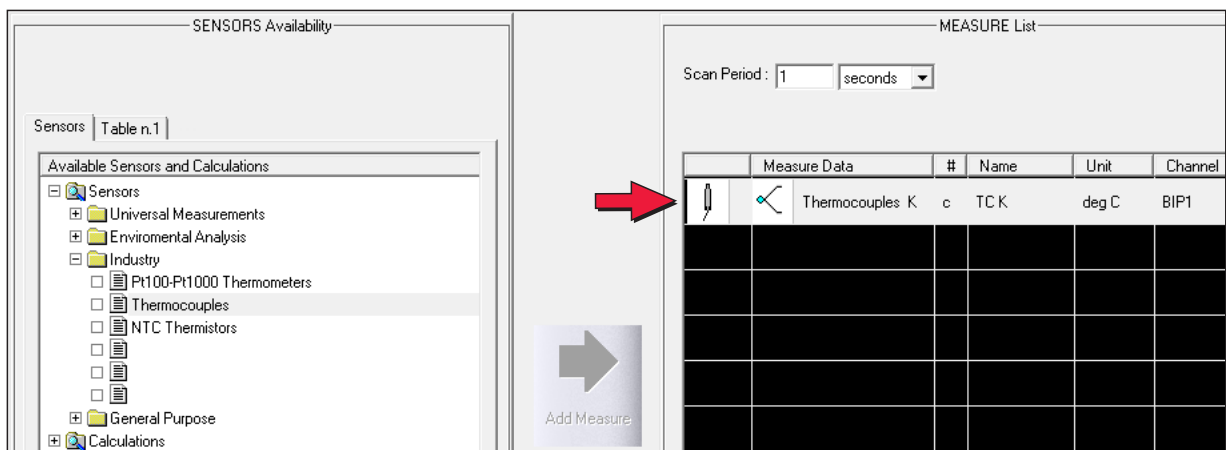 SENSORS Availability
Sensors
Table n.1
Available Sensors and Calculations
Sensors
Universal Measurements
Enviromental Analysis
Industry
Pt100-Pt1000 Thermometers
Thermocouples
NTC Thermistors
General Purpose
Calculations
Add Measure
MEASURE List
Scan Period : 1 seconds
Measure Data # Name Unit Channel
Thermocouples K c TC K deg C BIP1